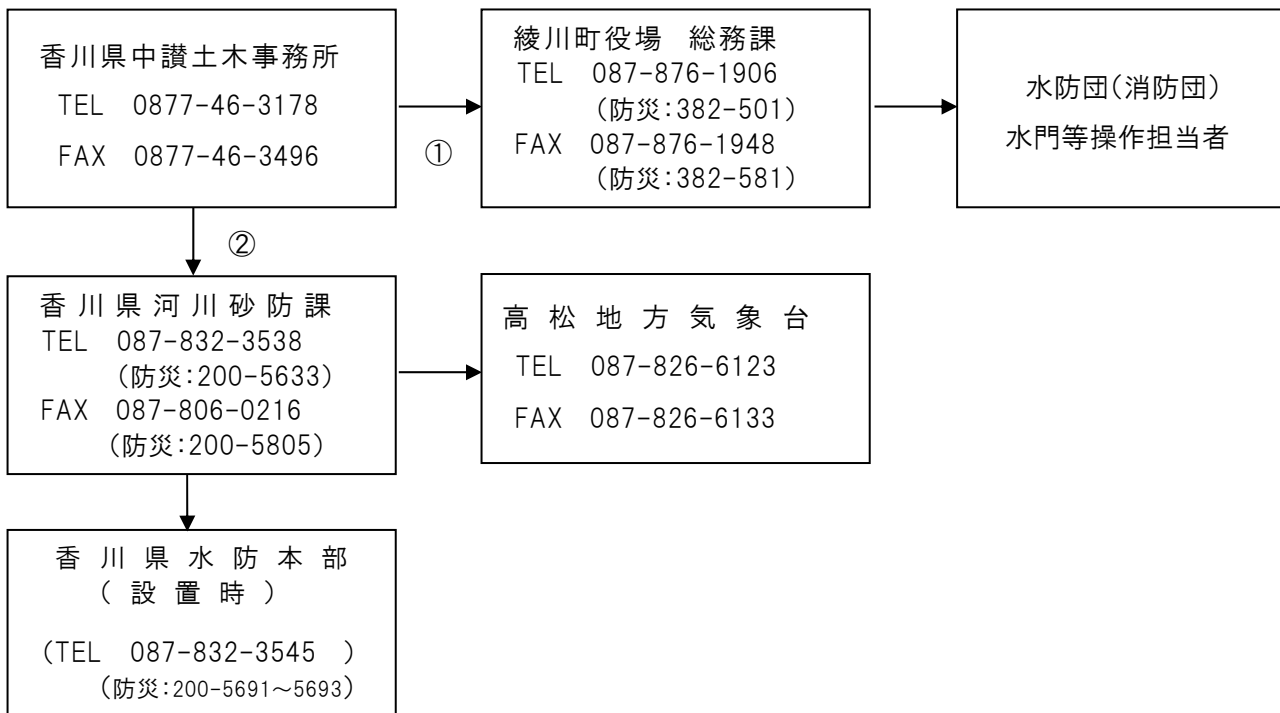 香川県中讃土木事務所
TEL 0877-46-3178
FAX 0877-46-3496
①
綾川町役場 総務課
TEL 087-876-1906
（防災：382-501）
FAX 087-876-1948
（防災：382-581）
水防団（消防団）
水門等操作担当者
②
香川県河川砂防課
TEL 087-832-3538
（防災：200-5633）
FAX 087-806-0216
（防災：200-5805）
高松地方気象台
TEL 087-826-6123
FAX 087-826-6133
香川県水防本部
（設置時）
（TEL 087-832-3545 ）
（防災：200-5691～5693）